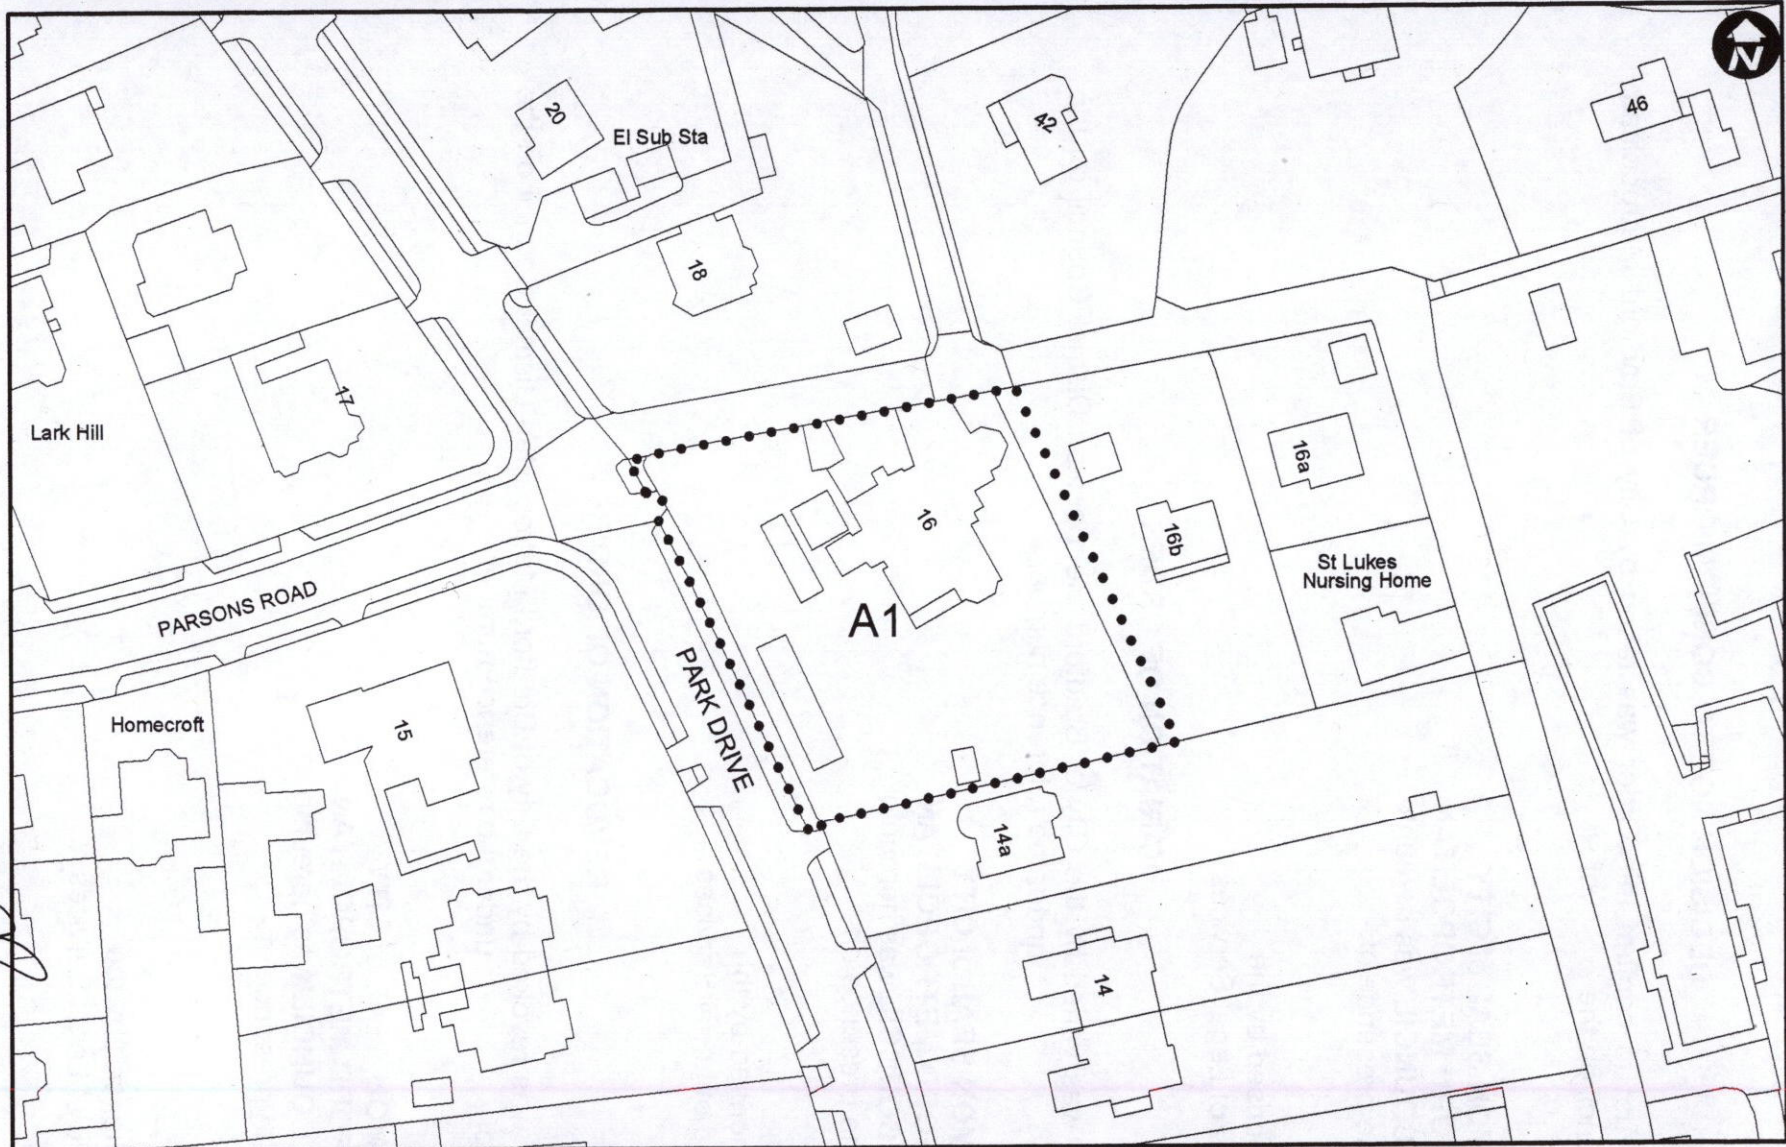 N
46
20
El Sub Sta
42
18
17
Lark Hill
16a
16
16b
St Lukes
Nursing Home
PARSONS ROAD
A1
PARK DRIVE
Homecroft
15
14a
14